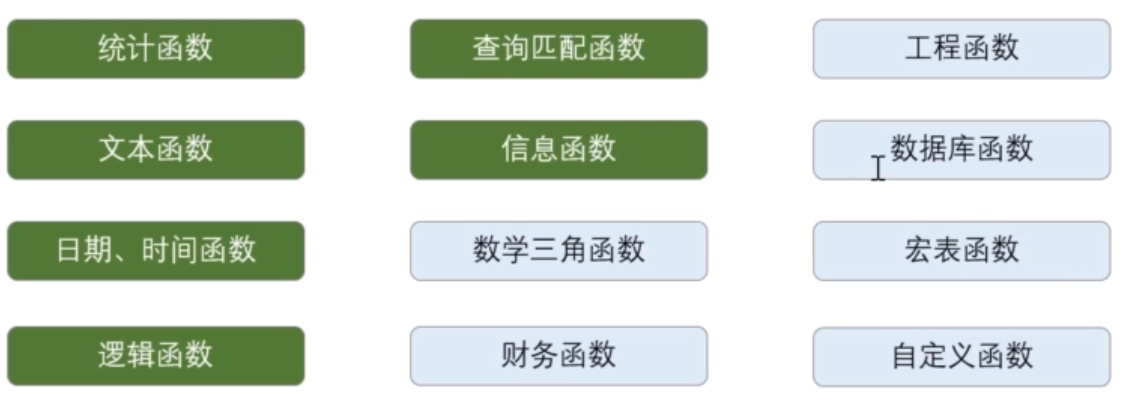 统计函数
查询匹配函数
工程函数
文本函数
信息函数
数据库函数
日期、时间函数
数学三角函数
宏表函数
逻辑函数
财务函数
自定义函数